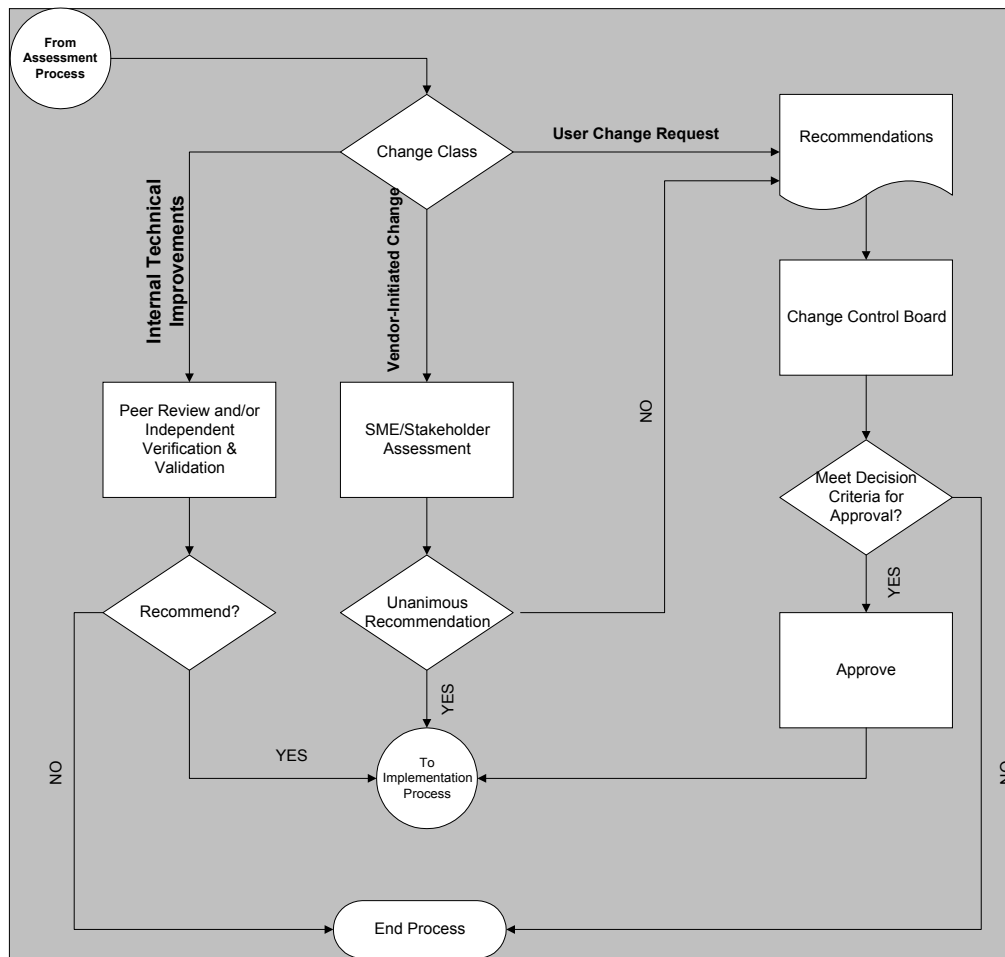 From
Assessment
Process
Change Class
User Change Request
Recommendations
Internal Technical
Improvements
Vendor-Initiated Change
Change Control Board
Peer Review and/or
Independent
Verification &
Validation
SME/Stakeholder
Assessment
NO
Meet Decision
Criteria for
Approval?
YES
Recommend?
Unanimous
Recommendation
Approve
YES
YES
To
Implementation
Process
NO
NO
End Process